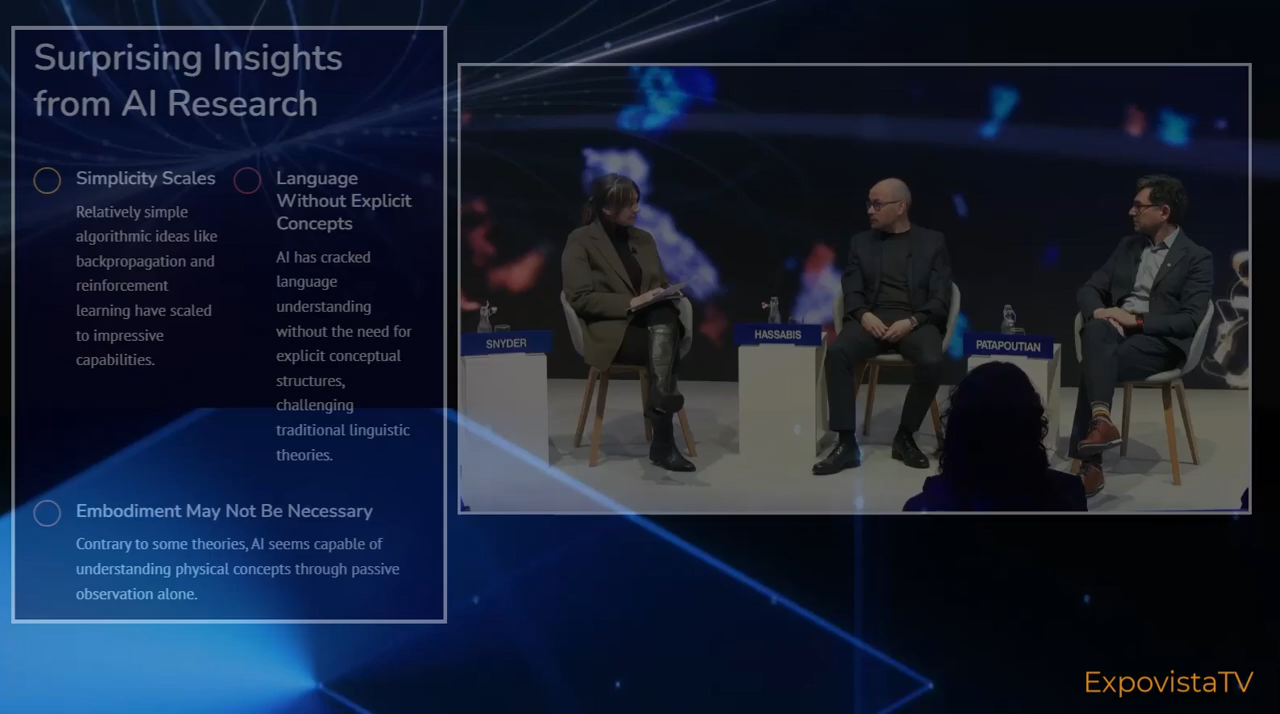 Surprising Insights
from AI Research
Simplicity Scales
Relatively simple
algorithmic ideas like
backpropagation and
reinforcement
learning have scaled
to impressive
capabilities.
Language
Without Explicit
Concepts
AI has cracked
language
understanding
without the need for
explicit conceptual
structures,
challenging
traditional linguistic
theories.
Embodiment May Not Be Necessary
Contrary to some theories, AI seems capable of
understanding physical concepts through passive
observation alone.
SNYDER
HASSABIS
PATAPOUTIAN
ExpovistaTV